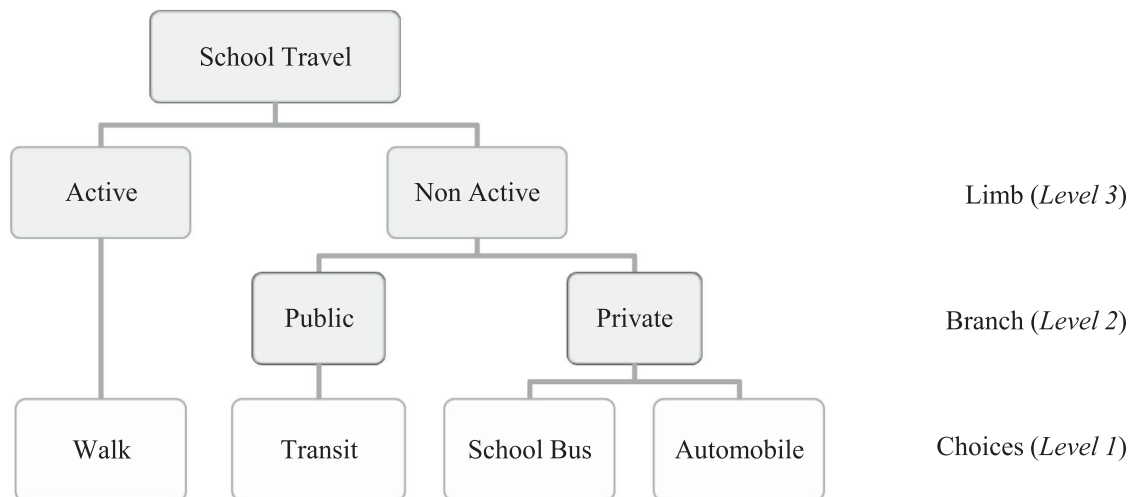 School Travel
Active
Non Active
Limb (Level 3)
Public
Private
Branch (Level 2)
Walk
Transit
School Bus
Automobile
Choices (Level 1)